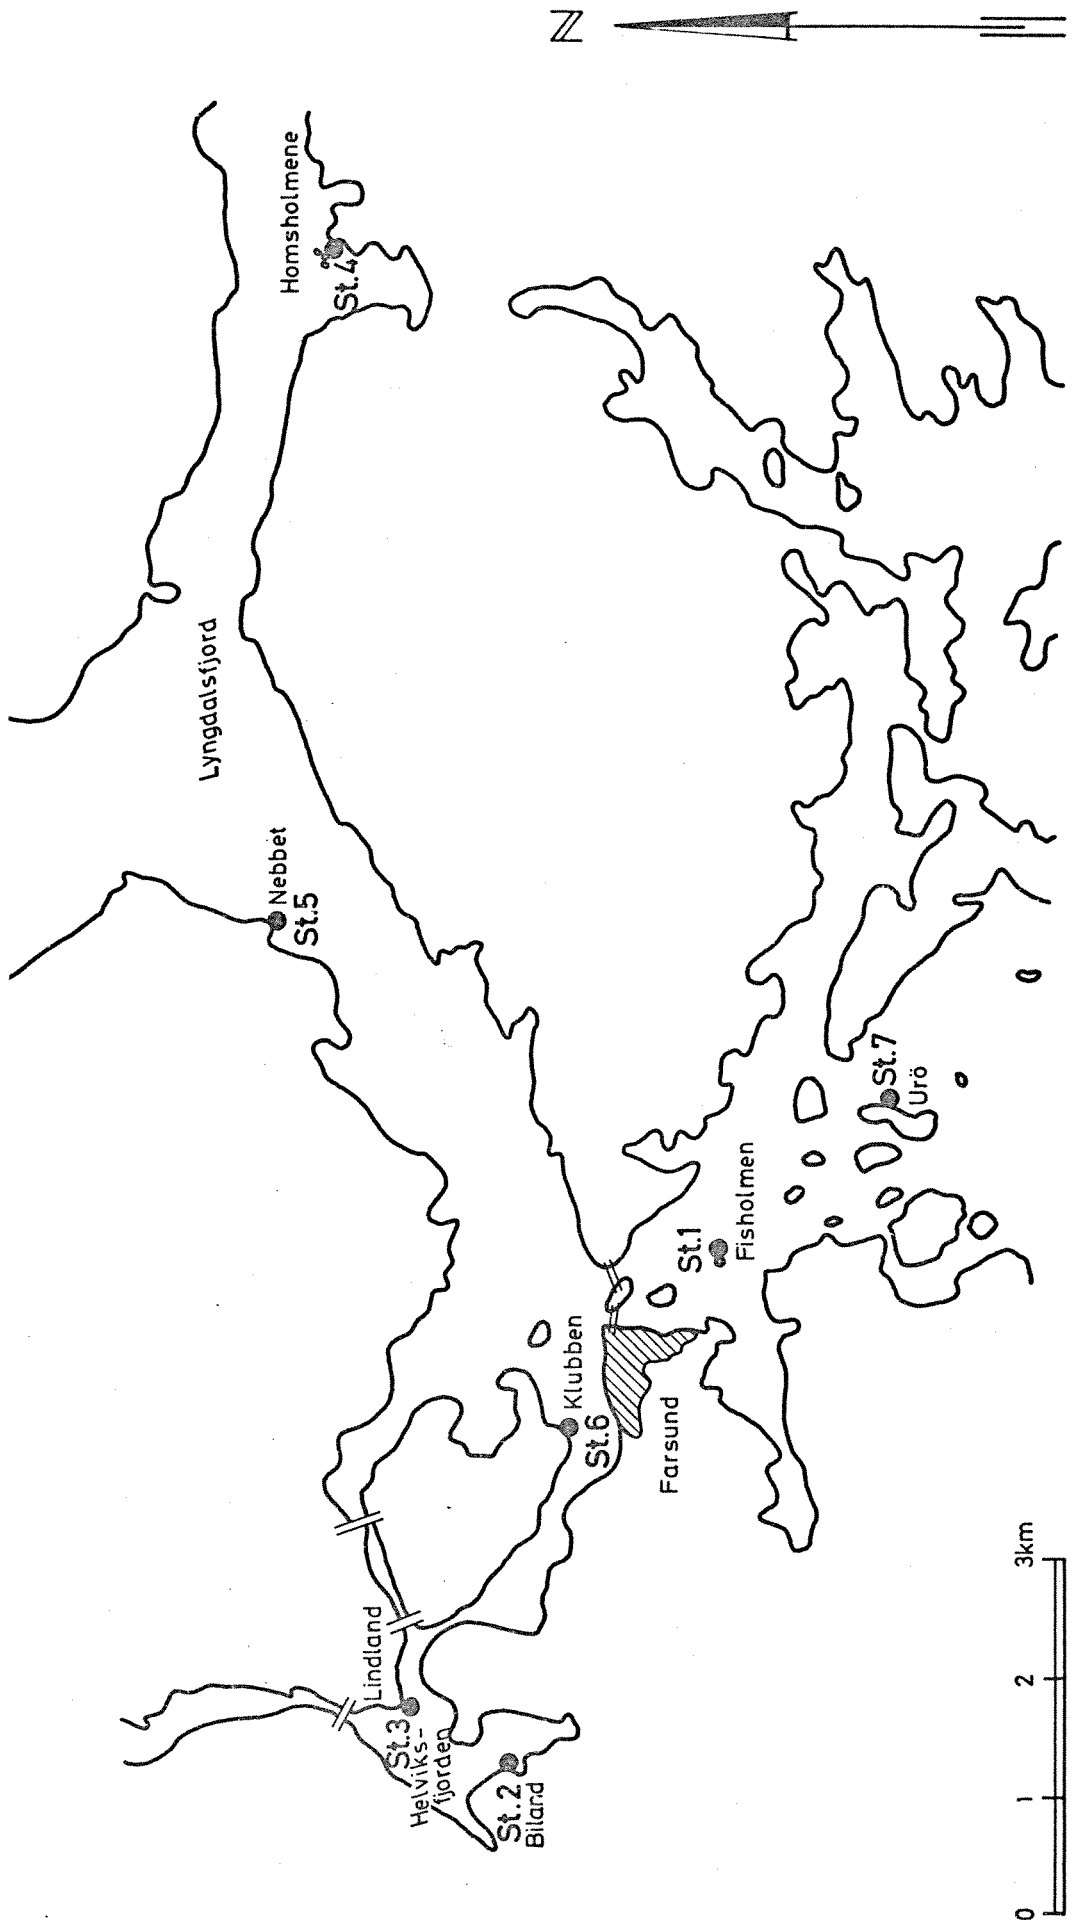 N
Homsholmene
St.4
Lyngdalsfjord
Nebbet
St.5
Lindland
St.3
Helviks-
fjorden
St.2
Biland
Klubben
St.6
Farsund
St.1
Fisholmen
St.7
Urö
0 1 2 3km